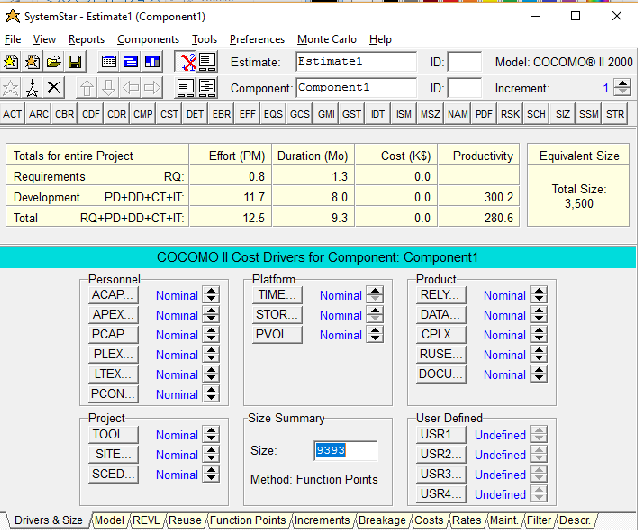 SystemStar - Estimate1 (Component1)
File View Reports Components Tools Preferences Monte Carlo Help
Estimate: Estimate1 ID: Model: COCOMO® II 2000
Component: Component1 ID: Increment: 1
ACT ARC CBR CDF CDR CMP CST DET EER EFF EQS GCS GMI GST IDT ISM MSZ NAM PDF RSK SCH SIZ SSM STR
Totals for entire Project Effort (PM) Duration (Mo) Cost (K$) Productivity Equivalent Size
Requirements RQ: 0.8 1.3 0.0
Development PD+DD+CT+IT: 11.7 8.0 0.0 300.2 Total Size:
Total RQ+PD+DD+CT+IT: 12.5 9.3 0.0 280.6 3,500
COCOMO II Cost Drivers for Component: Component1
Personnel Platform Product
ACAP... Nominal TIME... Nominal RELY... Nominal
APEX... Nominal STOR... Nominal DATA... Nominal
PCAP... Nominal PVOL... Nominal CPLX... Nominal
PLEX... Nominal RUSE... Nominal
LTEX... Nominal DOCU... Nominal
PCON... Nominal
Project Size Summary User Defined
TOOL... Nominal Size: 9393 USR1... Undefined
SITE... Nominal USR2... Undefined
SCED... Nominal Method: Function Points USR3... Undefined
USR4... Undefined
Drivers & Size Model REVL Reuse Function Points Increments Breakage Costs Rates Maint. Filter Descr.